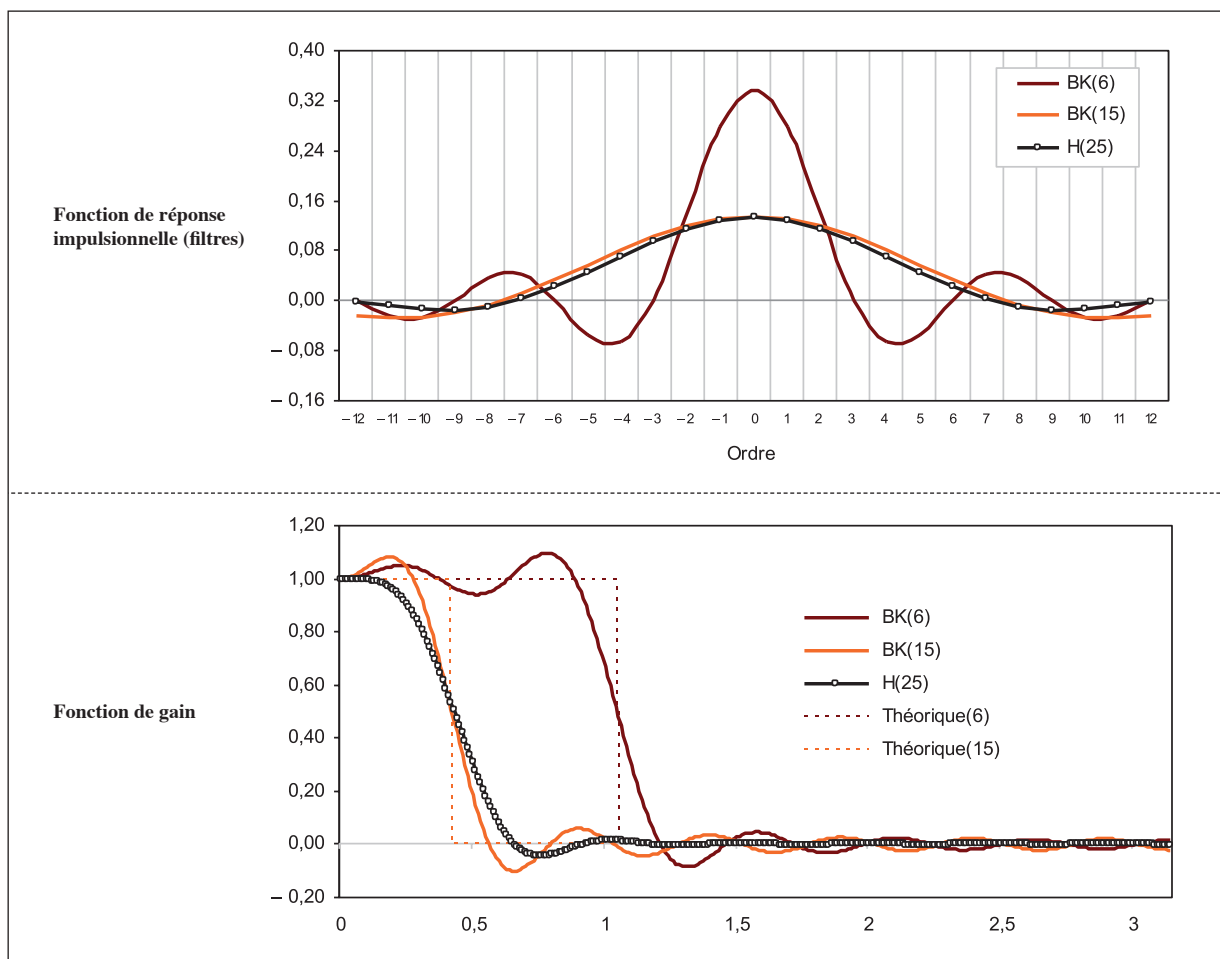 0,40
0,32
0,24
0,16
0,08
0,00
– 0,08
– 0,16
BK(6)
BK(15)
H(25)
Fonction de réponse
impulsionnelle (filtres)
–12 –11 –10 –9 –8 –7 –6 –5 –4 –3 –2 –1 0 1 2 3 4 5 6 7 8 9 10 11 12
Ordre
1,20
1,00
0,80
0,60
0,40
0,20
0,00
– 0,20
BK(6)
BK(15)
H(25)
Théorique(6)
Théorique(15)
Fonction de gain
0 0,5 1 1,5 2 2,5 3